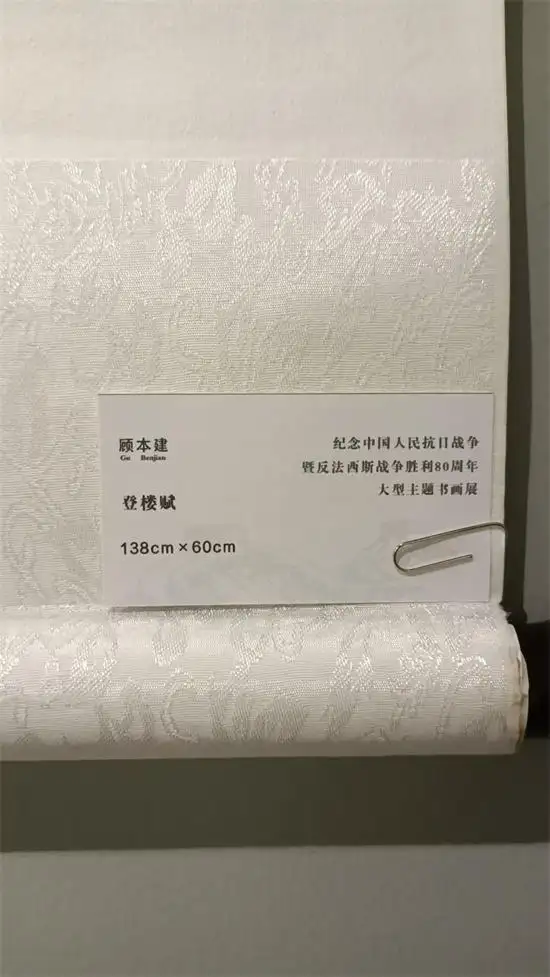 顾本建
Gu Benjian
登楼赋
138cm×60cm
纪念中国人民抗日战争
暨反法西斯战争胜利80周年
大型主题书画展